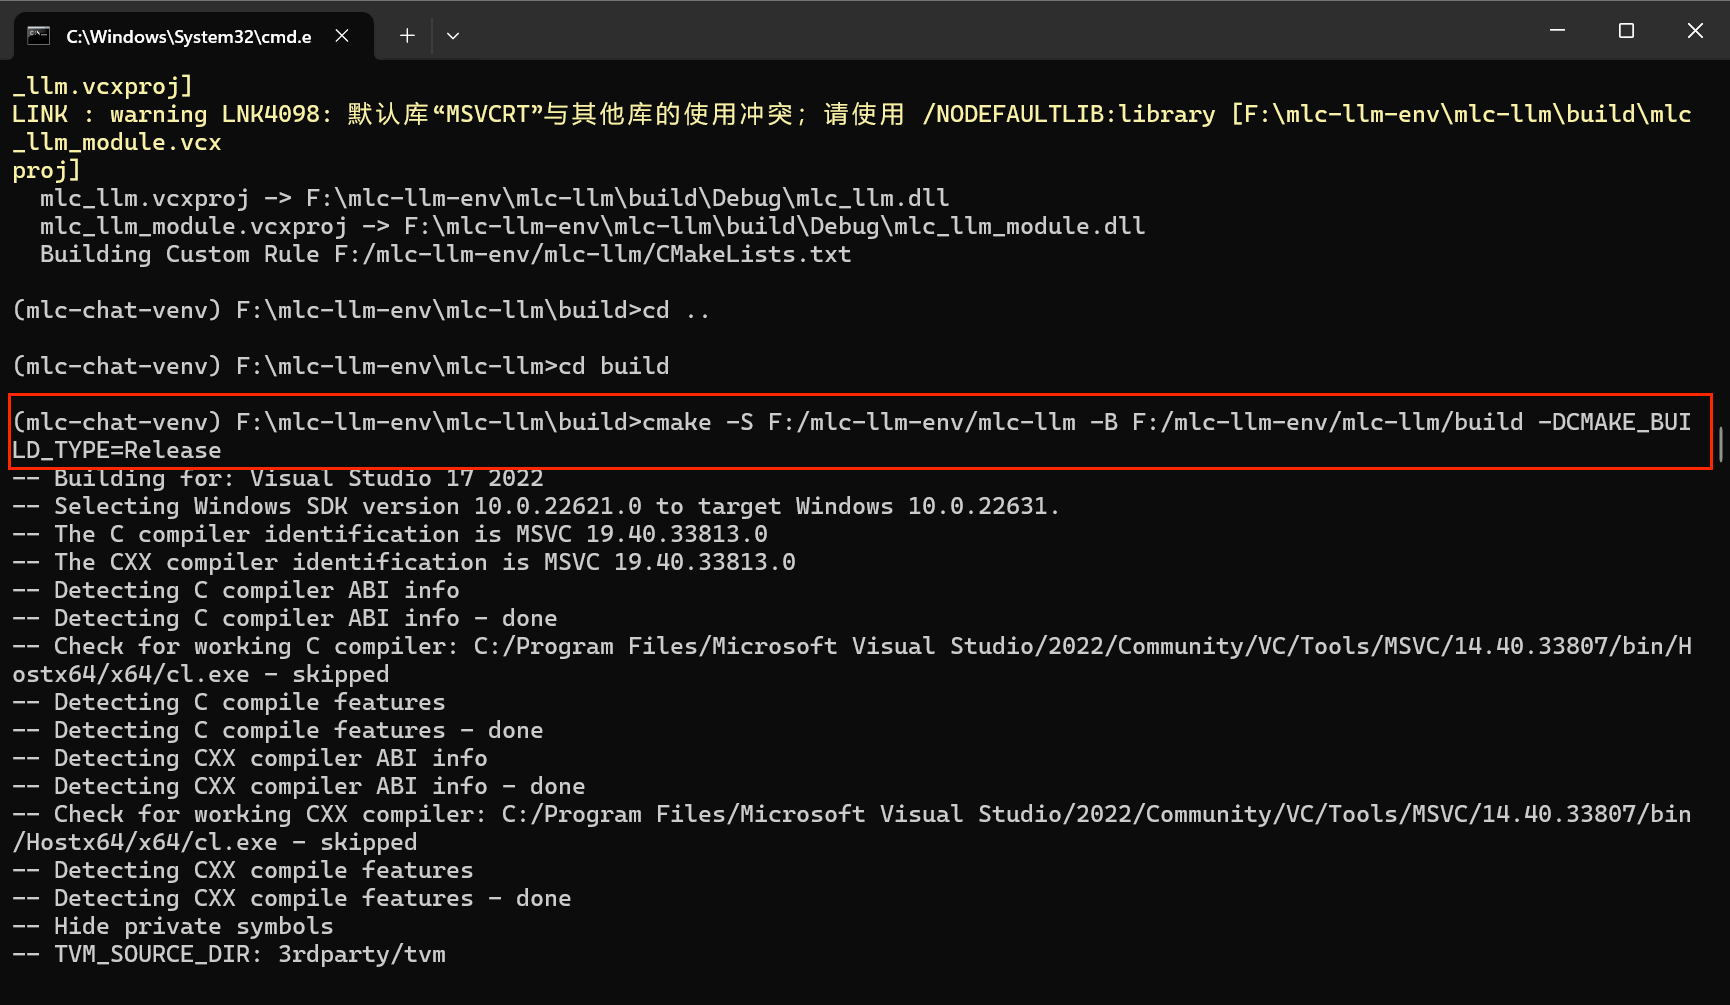 C:\Windows\System32\cmd.e
_llm.vcxproj]
LINK : warning LNK4098: 默认库“MSVCRT”与其他库的使用冲突；请使用 /NODEFAULTLIB:library [F:\mlc-llm-env\mlc-llm\build\mlc
_llm_module.vcx
proj]
mlc_llm.vcxproj -> F:\mlc-llm-env\mlc-llm\build\Debug\mlc_llm.dll
mlc_llm_module.vcxproj -> F:\mlc-llm-env\mlc-llm\build\Debug\mlc_llm_module.dll
Building Custom Rule F:/mlc-llm-env/mlc-llm/CMakeLists.txt
(mlc-chat-venv) F:\mlc-llm-env\mlc-llm\build>cd ..
(mlc-chat-venv) F:\mlc-llm-env\mlc-llm>cd build
(mlc-chat-venv) F:\mlc-llm-env\mlc-llm\build>cmake -S F:/mlc-llm-env/mlc-llm -B F:/mlc-llm-env/mlc-llm/build -DCMAKE_BUI
LD_TYPE=Release
-- Building for: Visual Studio 17 2022
-- Selecting Windows SDK version 10.0.22621.0 to target Windows 10.0.22631.
-- The C compiler identification is MSVC 19.40.33813.0
-- The CXX compiler identification is MSVC 19.40.33813.0
-- Detecting C compiler ABI info
-- Detecting C compiler ABI info - done
-- Check for working C compiler: C:/Program Files/Microsoft Visual Studio/2022/Community/VC/Tools/MSVC/14.40.33807/bin/H
ostx64/x64/cl.exe - skipped
-- Detecting C compile features
-- Detecting C compile features - done
-- Detecting CXX compiler ABI info
-- Detecting CXX compiler ABI info - done
-- Check for working CXX compiler: C:/Program Files/Microsoft Visual Studio/2022/Community/VC/Tools/MSVC/14.40.33807/bin
/Hostx64/x64/cl.exe - skipped
-- Detecting CXX compile features
-- Detecting CXX compile features - done
-- Hide private symbols
-- TVM_SOURCE_DIR: 3rdparty/tvm